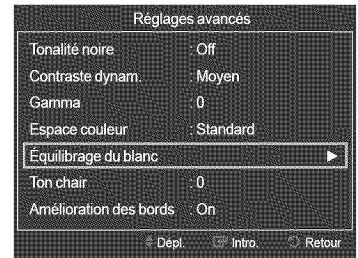 Réglages avancés
Tonalité noire : Off
Contraste dynam. : Moyen
Gamma : 0
Espace couleur : Standard
Équilibrage du blanc
Ton chair : 0
Amélioration des bords : On
Dépl. Intro. Retour